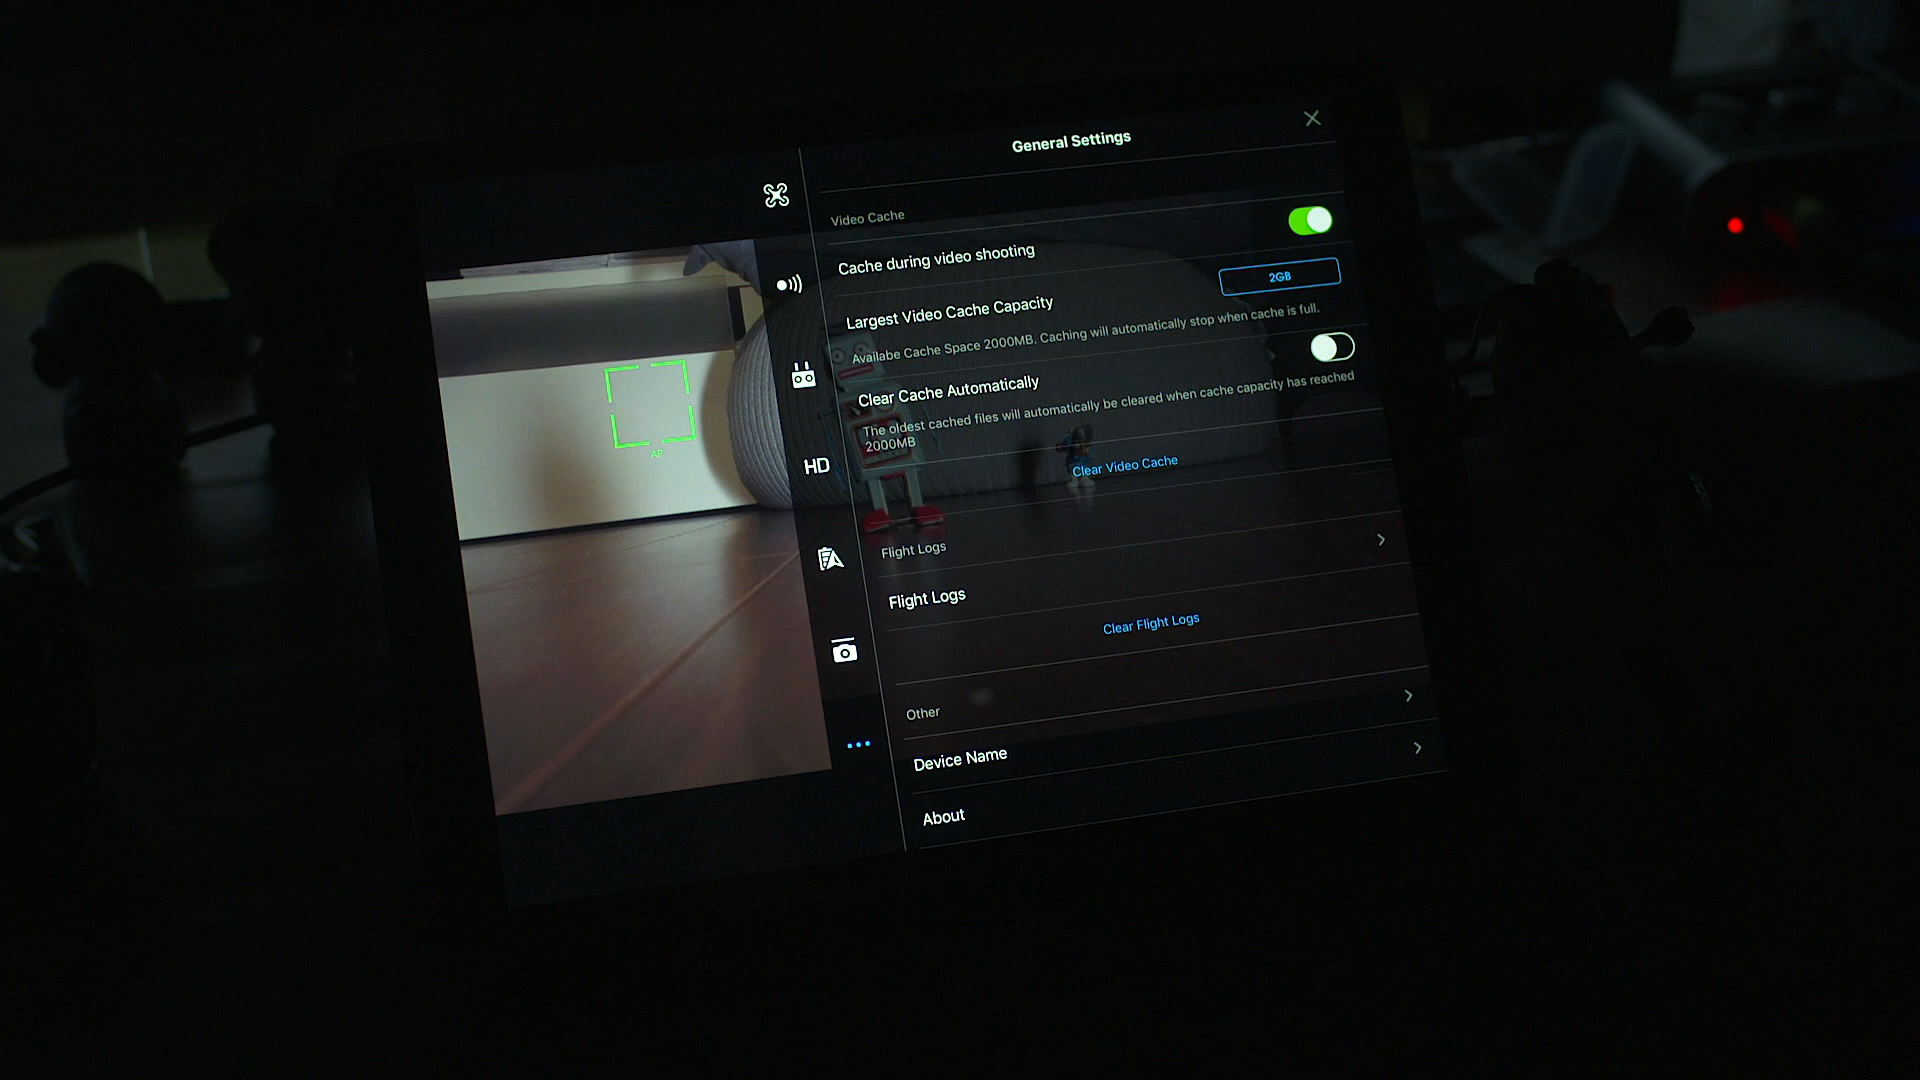 General Settings
Video Cache
Cache during video shooting
Largest Video Cache Capacity
2GB
Availabe Cache Space 2000MB. Caching will automatically stop when cache is full.
Clear Cache Automatically
The oldest cached files will automatically be cleared when cache capacity has reached
2000MB
Clear Video Cache
Flight Logs
Flight Logs
Clear Flight Logs
Other
Device Name
About
HD
AF